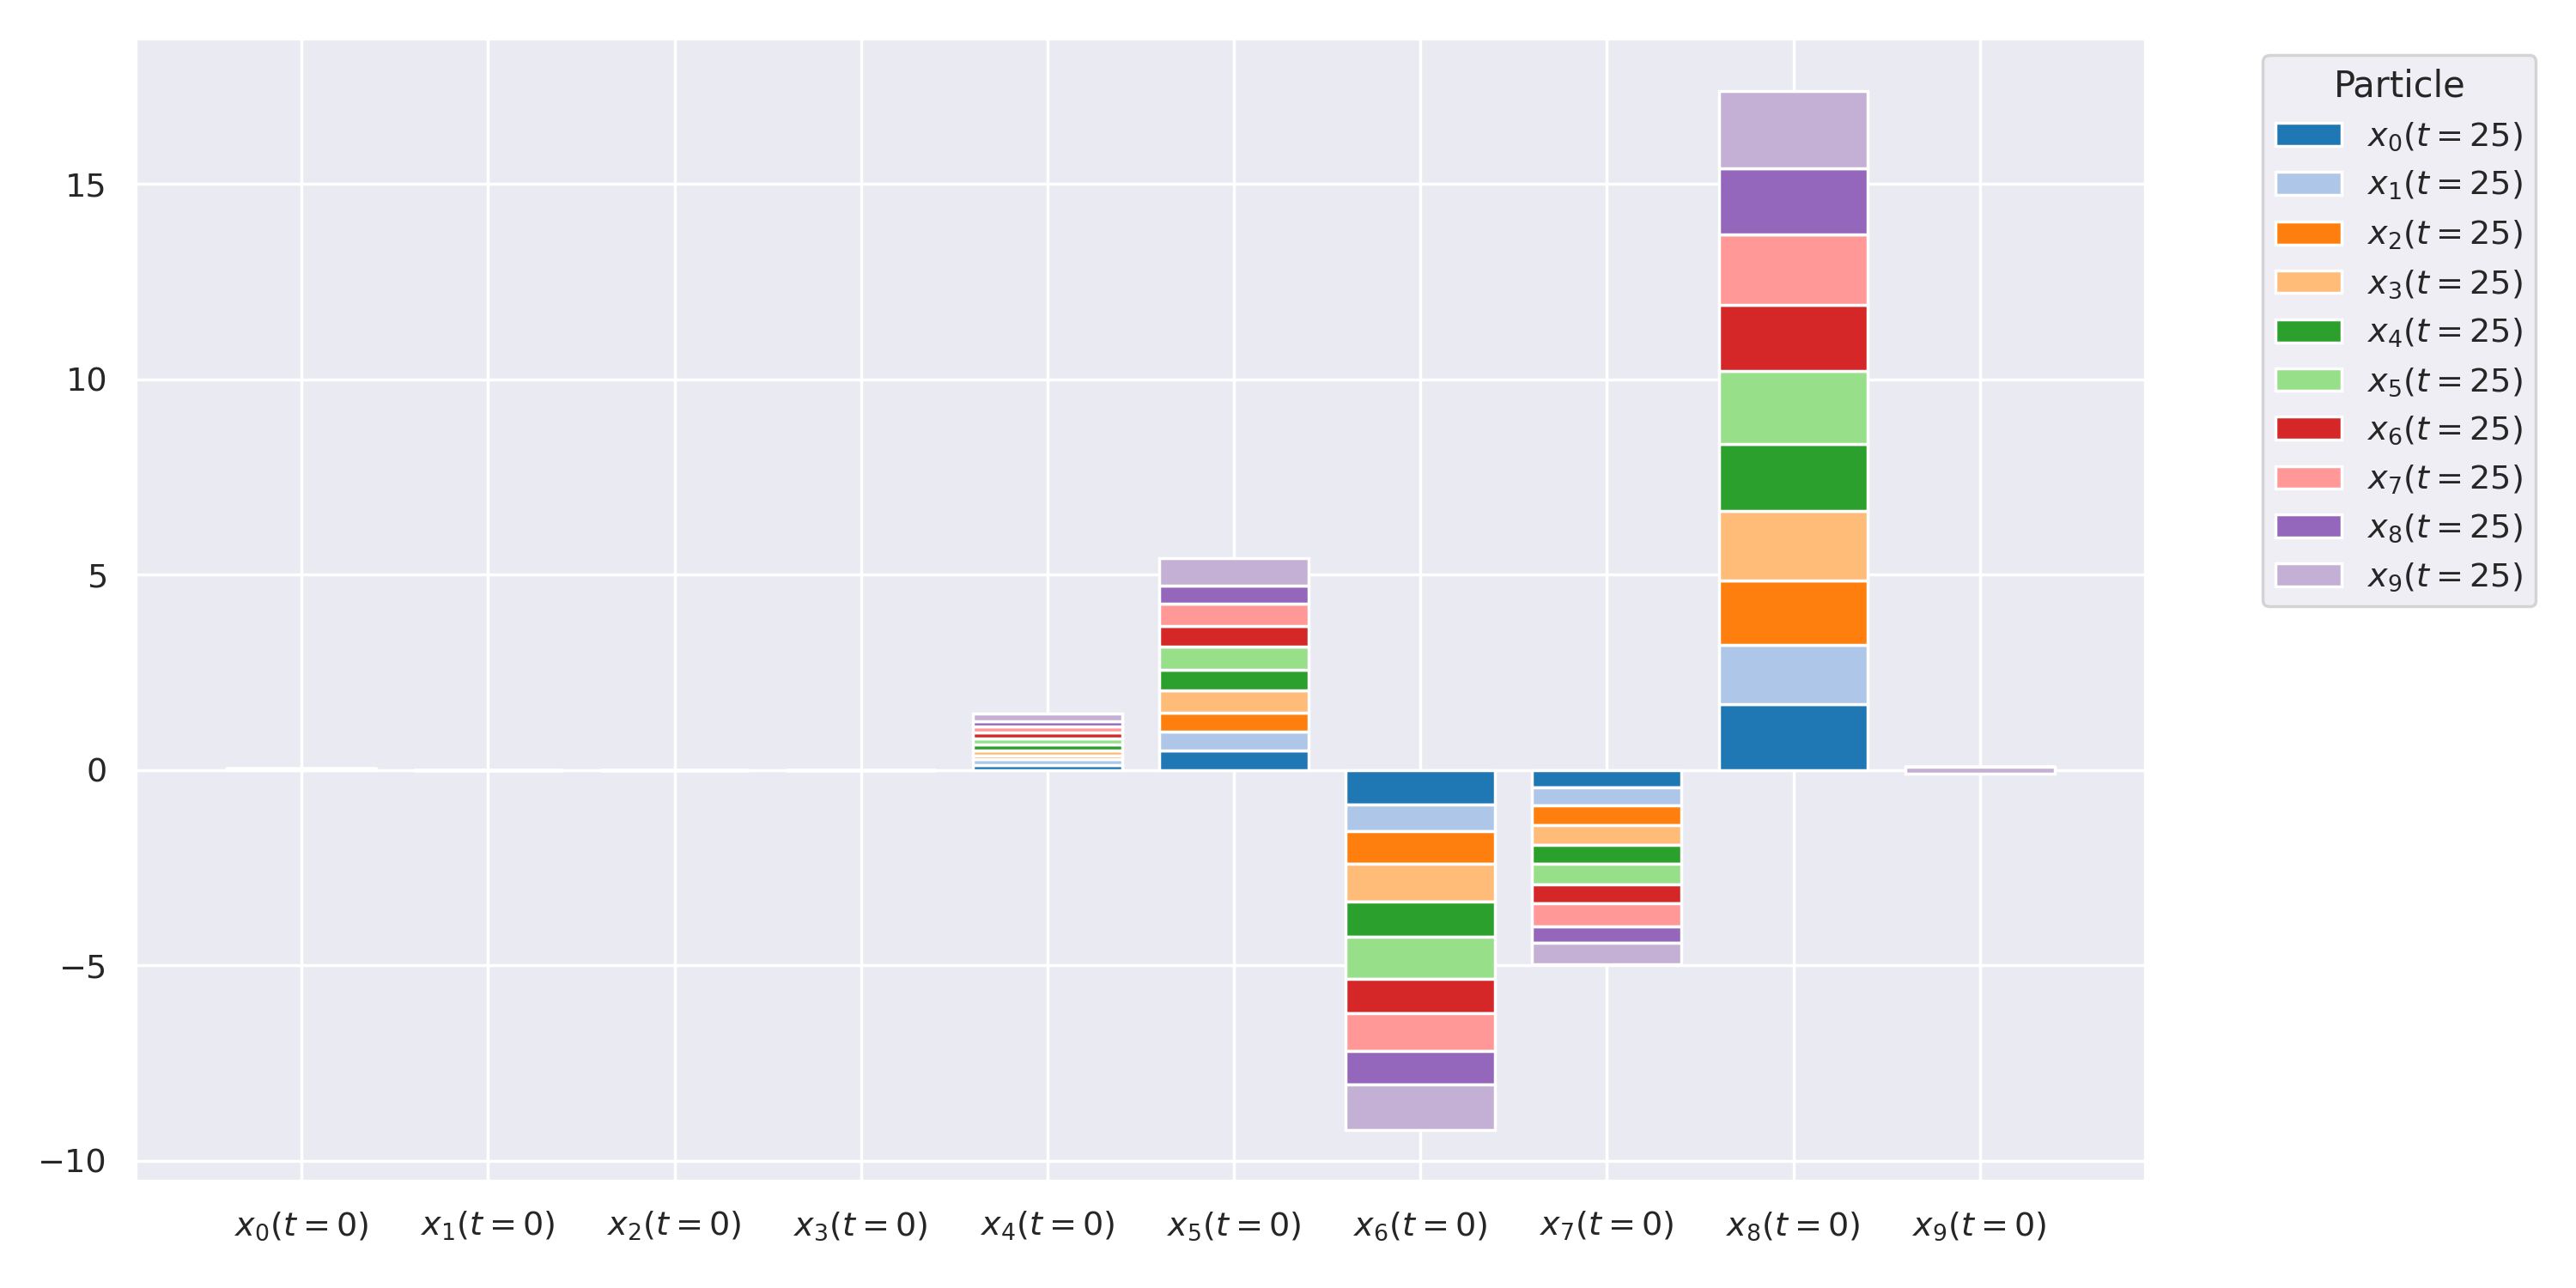 Particle
x₀(t = 25)
x₁(t = 25)
x₂(t = 25)
x₃(t = 25)
x₄(t = 25)
x₅(t = 25)
x₆(t = 25)
x₇(t = 25)
x₈(t = 25)
x₉(t = 25)
15
10
5
0
−5
−10
x₀(t = 0) x₁(t = 0) x₂(t = 0) x₃(t = 0) x₄(t = 0) x₅(t = 0) x₆(t = 0) x₇(t = 0) x₈(t = 0) x₉(t = 0)